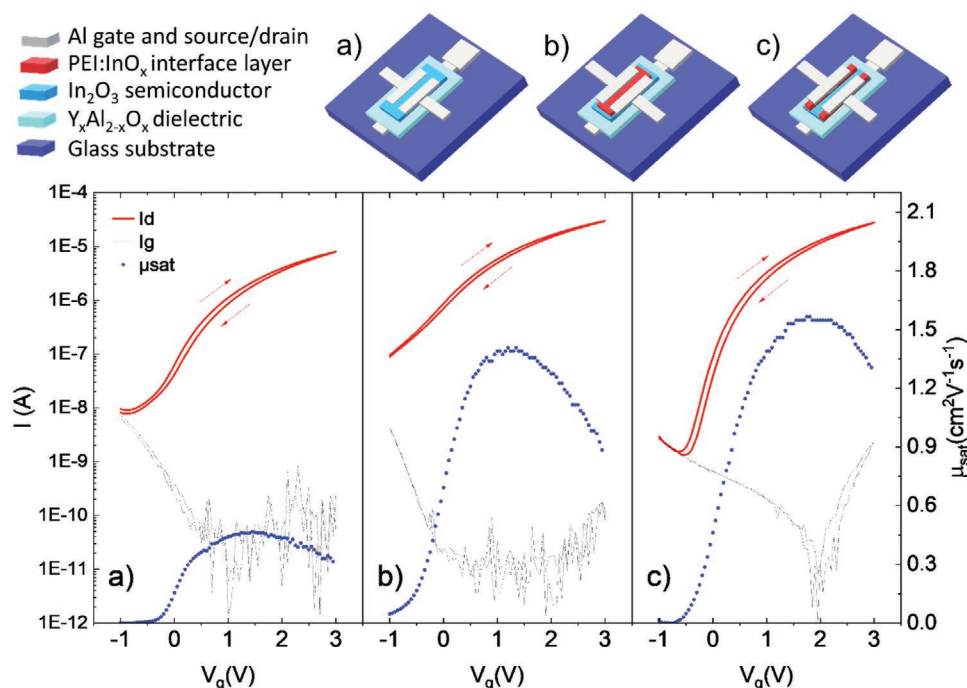 Al gate and source/drain
PEI:InOₓ interface layer
In₂O₃ semiconductor
YₓAl₂₋ₓOₓ dielectric
Glass substrate
a)
b)
c)
1E-4
1E-5
1E-6
1E-7
1E-8
1E-9
1E-10
1E-11
1E-12
I (A)
Id
Ig
μsat
a)
b)
c)
2.1
1.8
1.5
1.2
0.9
0.6
0.3
0.0
μsat(cm²V⁻¹s⁻¹)
-1 0 1 2 3 -1 0 1 2 3 -1 0 1 2 3
Vg(V) Vg(V) Vg(V)